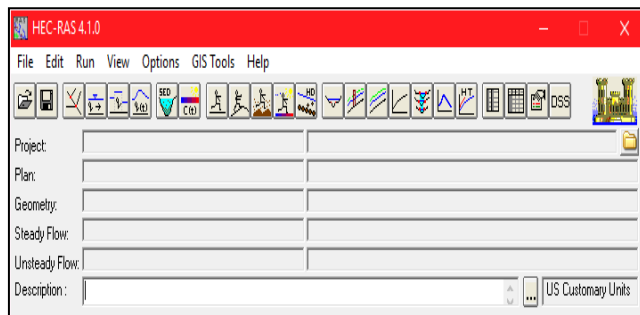 HEC-RAS 4.1.0
File Edit Run View Options GIS Tools Help
SED C(t) HD HT DSS
Project:
Plan:
Geometry:
Steady Flow:
Unsteady Flow:
Description : ... US Customary Units